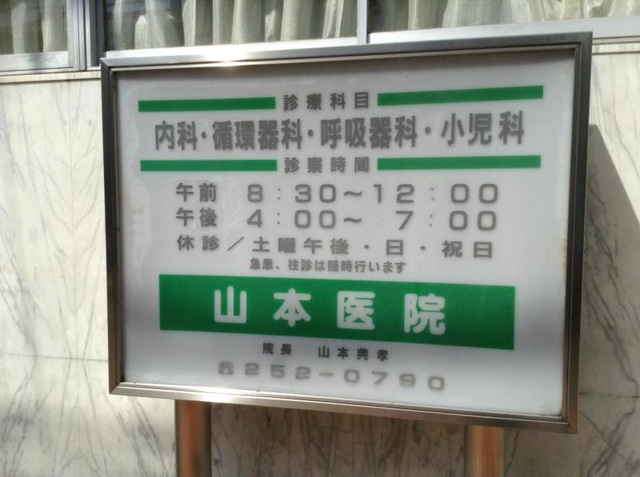 診療科目
内科・循環器科・呼吸器科・小児科
診察時間
午前 8:30～12:00
午後 4:00～7:00
休診/土曜午後・日・祝日
急患、往診は随時行います
山本医院
院長 山本典孝
☎252-0790